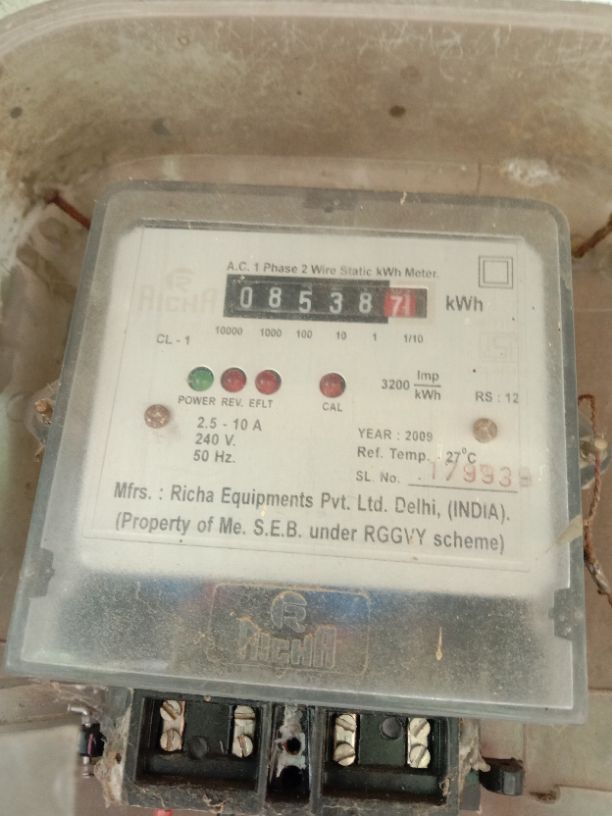 A.C. 1 Phase 2 Wire Static kWh Meter.
RICHA
085387 kWh
10000 1000 100 10 1 1/10
CL - 1
3200 Imp/kWh
POWER REV. EFLT CAL
RS : 12
2.5 - 10 A
240 V.
50 Hz.
YEAR : 2009
Ref. Temp. : 27°C
SL. No. 179939
Mfrs. : Richa Equipments Pvt. Ltd. Delhi, (INDIA).
(Property of Me. S.E.B. under RGGVY scheme)
RICHA